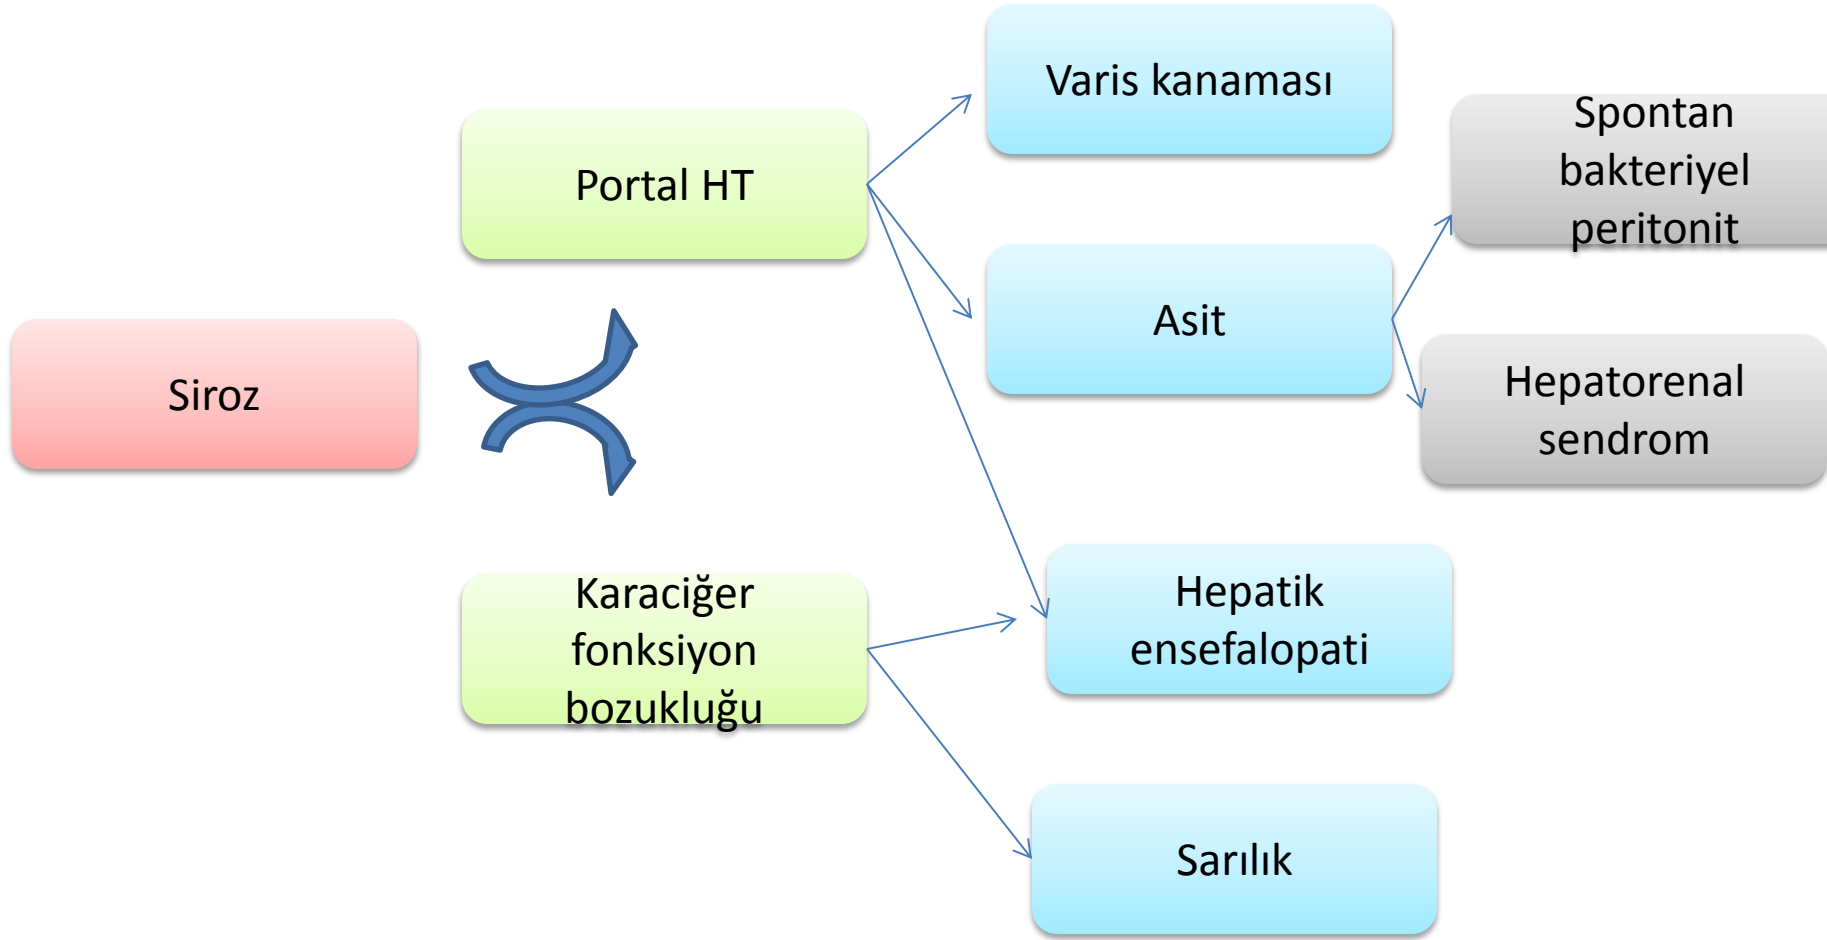 Siroz
Portal HT
Karaciğer
fonksiyon
bozukluğu
Varis kanaması
Asit
Hepatik
ensefalopati
Sarılık
Spontan
bakteriyel
peritonit
Hepatorenal
sendrom